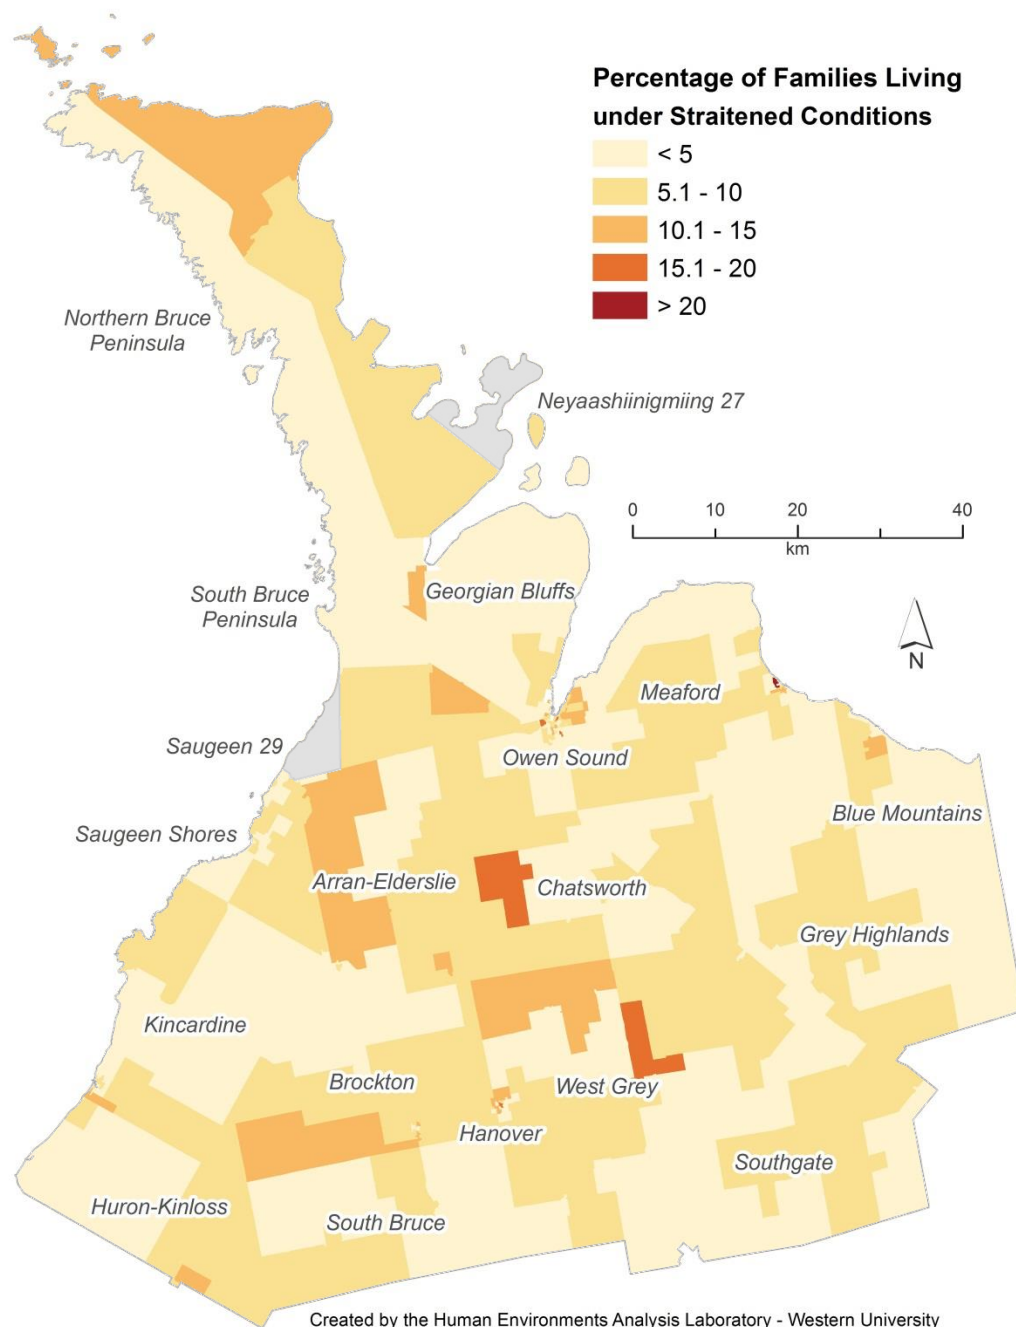 Percentage of Families Living
under Straitened Conditions
< 5
5.1 - 10
10.1 - 15
15.1 - 20
> 20
Northern Bruce
Peninsula
Neyaashiinigmiing 27
0 10 20 40
km
South Bruce
Peninsula
Georgian Bluffs
N
Meaford
Saugeen 29
Owen Sound
Blue Mountains
Saugeen Shores
Arran-Elderslie
Chatsworth
Grey Highlands
Kincardine
Brockton
West Grey
Hanover
Southgate
Huron-Kinloss
South Bruce
Created by the Human Environments Analysis Laboratory - Western University